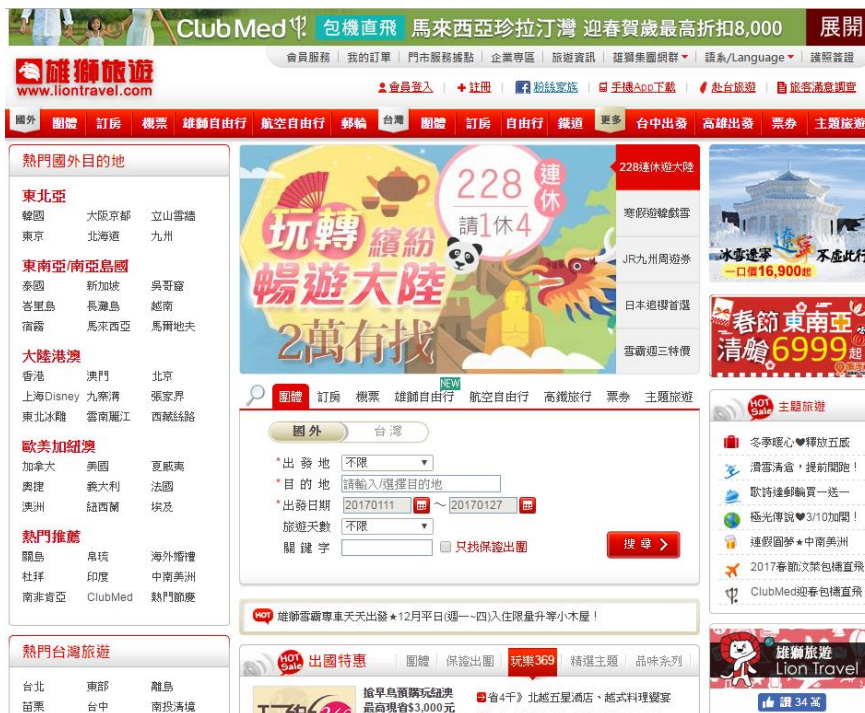 Club Med 包機直飛 馬來西亞珍拉汀灣 迎春賀歲最高折扣8,000 展開
雄獅旅遊
www.liontravel.com
會員服務 我的訂單 門市服務據點 企業專區 旅遊資訊 雄獅集團網群 語系/Language 護照簽證
會員登入 註冊 粉絲家族 手機App下載 赴台旅遊 旅客滿意調查
國外 團體 訂房 機票 雄獅自由行 航空自由行 郵輪 台灣 團體 訂房 自由行 鐵道 更多 台中出發 高雄出發 票券 主題旅遊
熱門國外目的地
東北亞
韓國 大阪京都 立山雪牆
東京 北海道 九州
東南亞/南亞島國
泰國 新加坡 吳哥窟
峇里島 長灘島 越南
宿霧 馬來西亞 馬爾地夫
大陸港澳
香港 澳門 北京
上海Disney 九寨溝 張家界
東北冰雕 雲南麗江 西藏絲路
歐美加紐澳
加拿大 美國 夏威夷
奧捷 義大利 法國
澳洲 紐西蘭 埃及
熱門推薦
關島 帛琉 海外婚禮
杜拜 印度 中南美洲
南非肯亞 ClubMed 熱門節慶
熱門台灣旅遊
台北 東部 離島
苗栗 台中 南投清境
228 連休
請1休4
玩轉繽紛
暢遊大陸
2萬有找
228連休遊大陸
寒假遊韓戲雪
JR九州周遊券
日本追櫻首選
雪霸週三特價
團體 訂房 機票 雄獅自由行 NEW 航空自由行 高鐵旅行 票券 主題旅遊
國外 台灣
*出發地 不限
*目的地 請輸入/選擇目的地
*出發日期 20170111 ~ 20170127
旅遊天數 不限
關鍵字 只找保證出團
搜尋
HOT 雄獅雪霸專車天天出發★12月平日(週一~四)入住限量升等小木屋！
HOT Sale 出國特惠 團體 保證出團 玩樂369 精選主題 品味系列
搶早鳥預購玩紐澳
最高現省$3,000元
省4千》北越五星酒店、越式料理饗宴
冰雪遼寧 遼寧 不虛此行
一口價16,900起
春節東南亞
清艙6999起
HOT Sale 主題旅遊
冬季暖心♥釋放五感
滑雪清倉，提前開跑！
歌詩達郵輪買一送一
極光傳說♥3/10加開！
連假圓夢★中南美洲
2017春節汶萊包機直飛
ClubMed迎春包機直飛
雄獅旅遊
Lion Travel
讚 34 萬